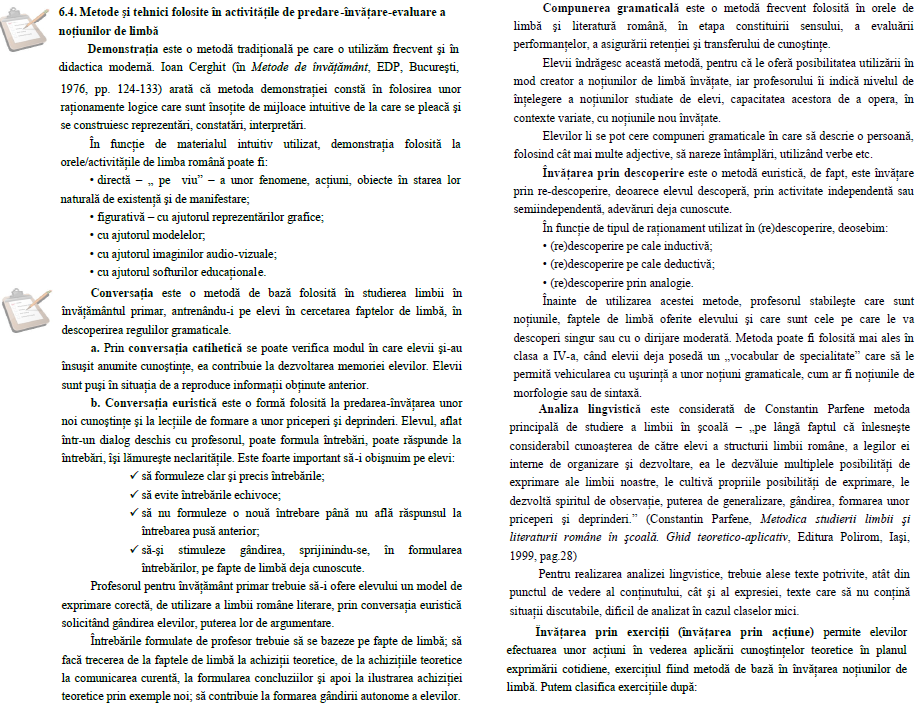 6.4. Metode și tehnici folosite în activitățile de predare-învățare-evaluare a
noțiunilor de limbă
Demonstrația este o metodă tradițională pe care o utilizăm frecvent și în
didactica modernă. Ioan Cerghit (în Metode de învățământ, EDP, București,
1976, pp. 124-133) arată că metoda demonstrației constă în folosirea unor
raționamente logice care sunt însoțite de mijloace intuitive de la care se pleacă și
se construiesc reprezentări, constatări, interpretări.
În funcție de materialul intuitiv utilizat, demonstrația folosită la
orele/activitățile de limba română poate fi:
• directă – „ pe viu” – a unor fenomene, acțiuni, obiecte în starea lor
naturală de existență și de manifestare;
• figurativă – cu ajutorul reprezentărilor grafice;
• cu ajutorul modelelor;
• cu ajutorul imaginilor audio-vizuale;
• cu ajutorul softurilor educaționale.
Conversația este o metodă de bază folosită în studierea limbii în
învățământul primar, antrenându-i pe elevi în cercetarea faptelor de limbă, în
descoperirea regulilor gramaticale.
a. Prin conversația catihetică se poate verifica modul în care elevii și-au
însușit anumite cunoștințe, ea contribuie la dezvoltarea memoriei elevilor. Elevii
sunt puși în situația de a reproduce informații obținute anterior.
b. Conversația euristică este o formă folosită la predarea-învățarea unor
noi cunoștințe și la lecțiile de formare a unor priceperi și deprinderi. Elevul, aflat
într-un dialog deschis cu profesorul, poate formula întrebări, poate răspunde la
întrebări, își lămurește neclaritățile. Este foarte important să-i obișnuim pe elevi:
✓ să formuleze clar și precis întrebările;
✓ să evite întrebările echivoce;
✓ să nu formuleze o nouă întrebare până nu află răspunsul la
întrebarea pusă anterior;
✓ să-și stimuleze gândirea, sprijinindu-se, în formularea
întrebărilor, pe fapte de limbă deja cunoscute.
Profesorul pentru învățământ primar trebuie să-i ofere elevului un model de
exprimare corectă, de utilizare a limbii române literare, prin conversația euristică
solicitând gândirea elevilor, puterea lor de argumentare.
Întrebările formulate de profesor trebuie să se bazeze pe fapte de limbă; să
facă trecerea de la faptele de limbă la achiziții teoretice, de la achizițiile teoretice
la comunicarea curentă, la formularea concluziilor și apoi la ilustrarea achiziției
teoretice prin exemple noi; să contribuie la formarea gândirii autonome a elevilor.
Compunerea gramaticală este o metodă frecvent folosită în orele de
limbă și literatură română, în etapa constituirii sensului, a evaluării
performanțelor, a asigurării retenției și transferului de cunoștințe.
Elevii îndrăgesc această metodă, pentru că le oferă posibilitatea utilizării în
mod creator a noțiunilor de limbă învățate, iar profesorului îi indică nivelul de
înțelegere a noțiunilor studiate de elevi, capacitatea acestora de a opera, în
contexte variate, cu noțiunile nou învățate.
Elevilor li se pot cere compuneri gramaticale în care să descrie o persoană,
folosind cât mai multe adjective, să nareze întâmplări, utilizând verbe etc.
Învățarea prin descoperire este o metodă euristică, de fapt, este învățare
prin re-descoperire, deoarece elevul descoperă, prin activitate independentă sau
semiindependentă, adevăruri deja cunoscute.
În funcție de tipul de raționament utilizat în (re)descoperire, deosebim:
• (re)descoperire pe cale inductivă;
• (re)descoperire pe cale deductivă;
• (re)descoperire prin analogie.
Înainte de utilizarea acestei metode, profesorul stabilește care sunt
noțiunile, faptele de limbă oferite elevului și care sunt cele pe care le va
descoperi singur sau cu o dirijare moderată. Metoda poate fi folosită mai ales în
clasa a IV-a, când elevii deja posedă un „vocabular de specialitate” care să le
permită vehicularea cu ușurință a unor noțiuni gramaticale, cum ar fi noțiunile de
morfologie sau de sintaxă.
Analiza lingvistică este considerată de Constantin Parfene metoda
principală de studiere a limbii în școală – „pe lângă faptul că înlesnește
considerabil cunoașterea de către elevi a structurii limbii române, a legilor ei
interne de organizare și dezvoltare, ea le dezvăluie multiplele posibilități de
exprimare ale limbii noastre, le cultivă propriile posibilități de exprimare, le
dezvoltă spiritul de observație, puterea de generalizare, gândirea, formarea unor
priceperi și deprinderi.” (Constantin Parfene, Metodica studierii limbii și
literaturii române în școală. Ghid teoretico-aplicativ, Editura Polirom, Iași,
1999, pag.28)
Pentru realizarea analizei lingvistice, trebuie alese texte potrivite, atât din
punctul de vedere al conținutului, cât și al expresiei, texte care să nu conțină
situații discutabile, dificil de analizat în cazul claselor mici.
Învățarea prin exerciții (învățarea prin acțiune) permite elevilor
efectuarea unor acțiuni în vederea aplicării cunoștințelor teoretice în planul
exprimării cotidiene, exercițiul fiind metodă de bază în învățarea noțiunilor de
limbă. Putem clasifica exercițiile după: